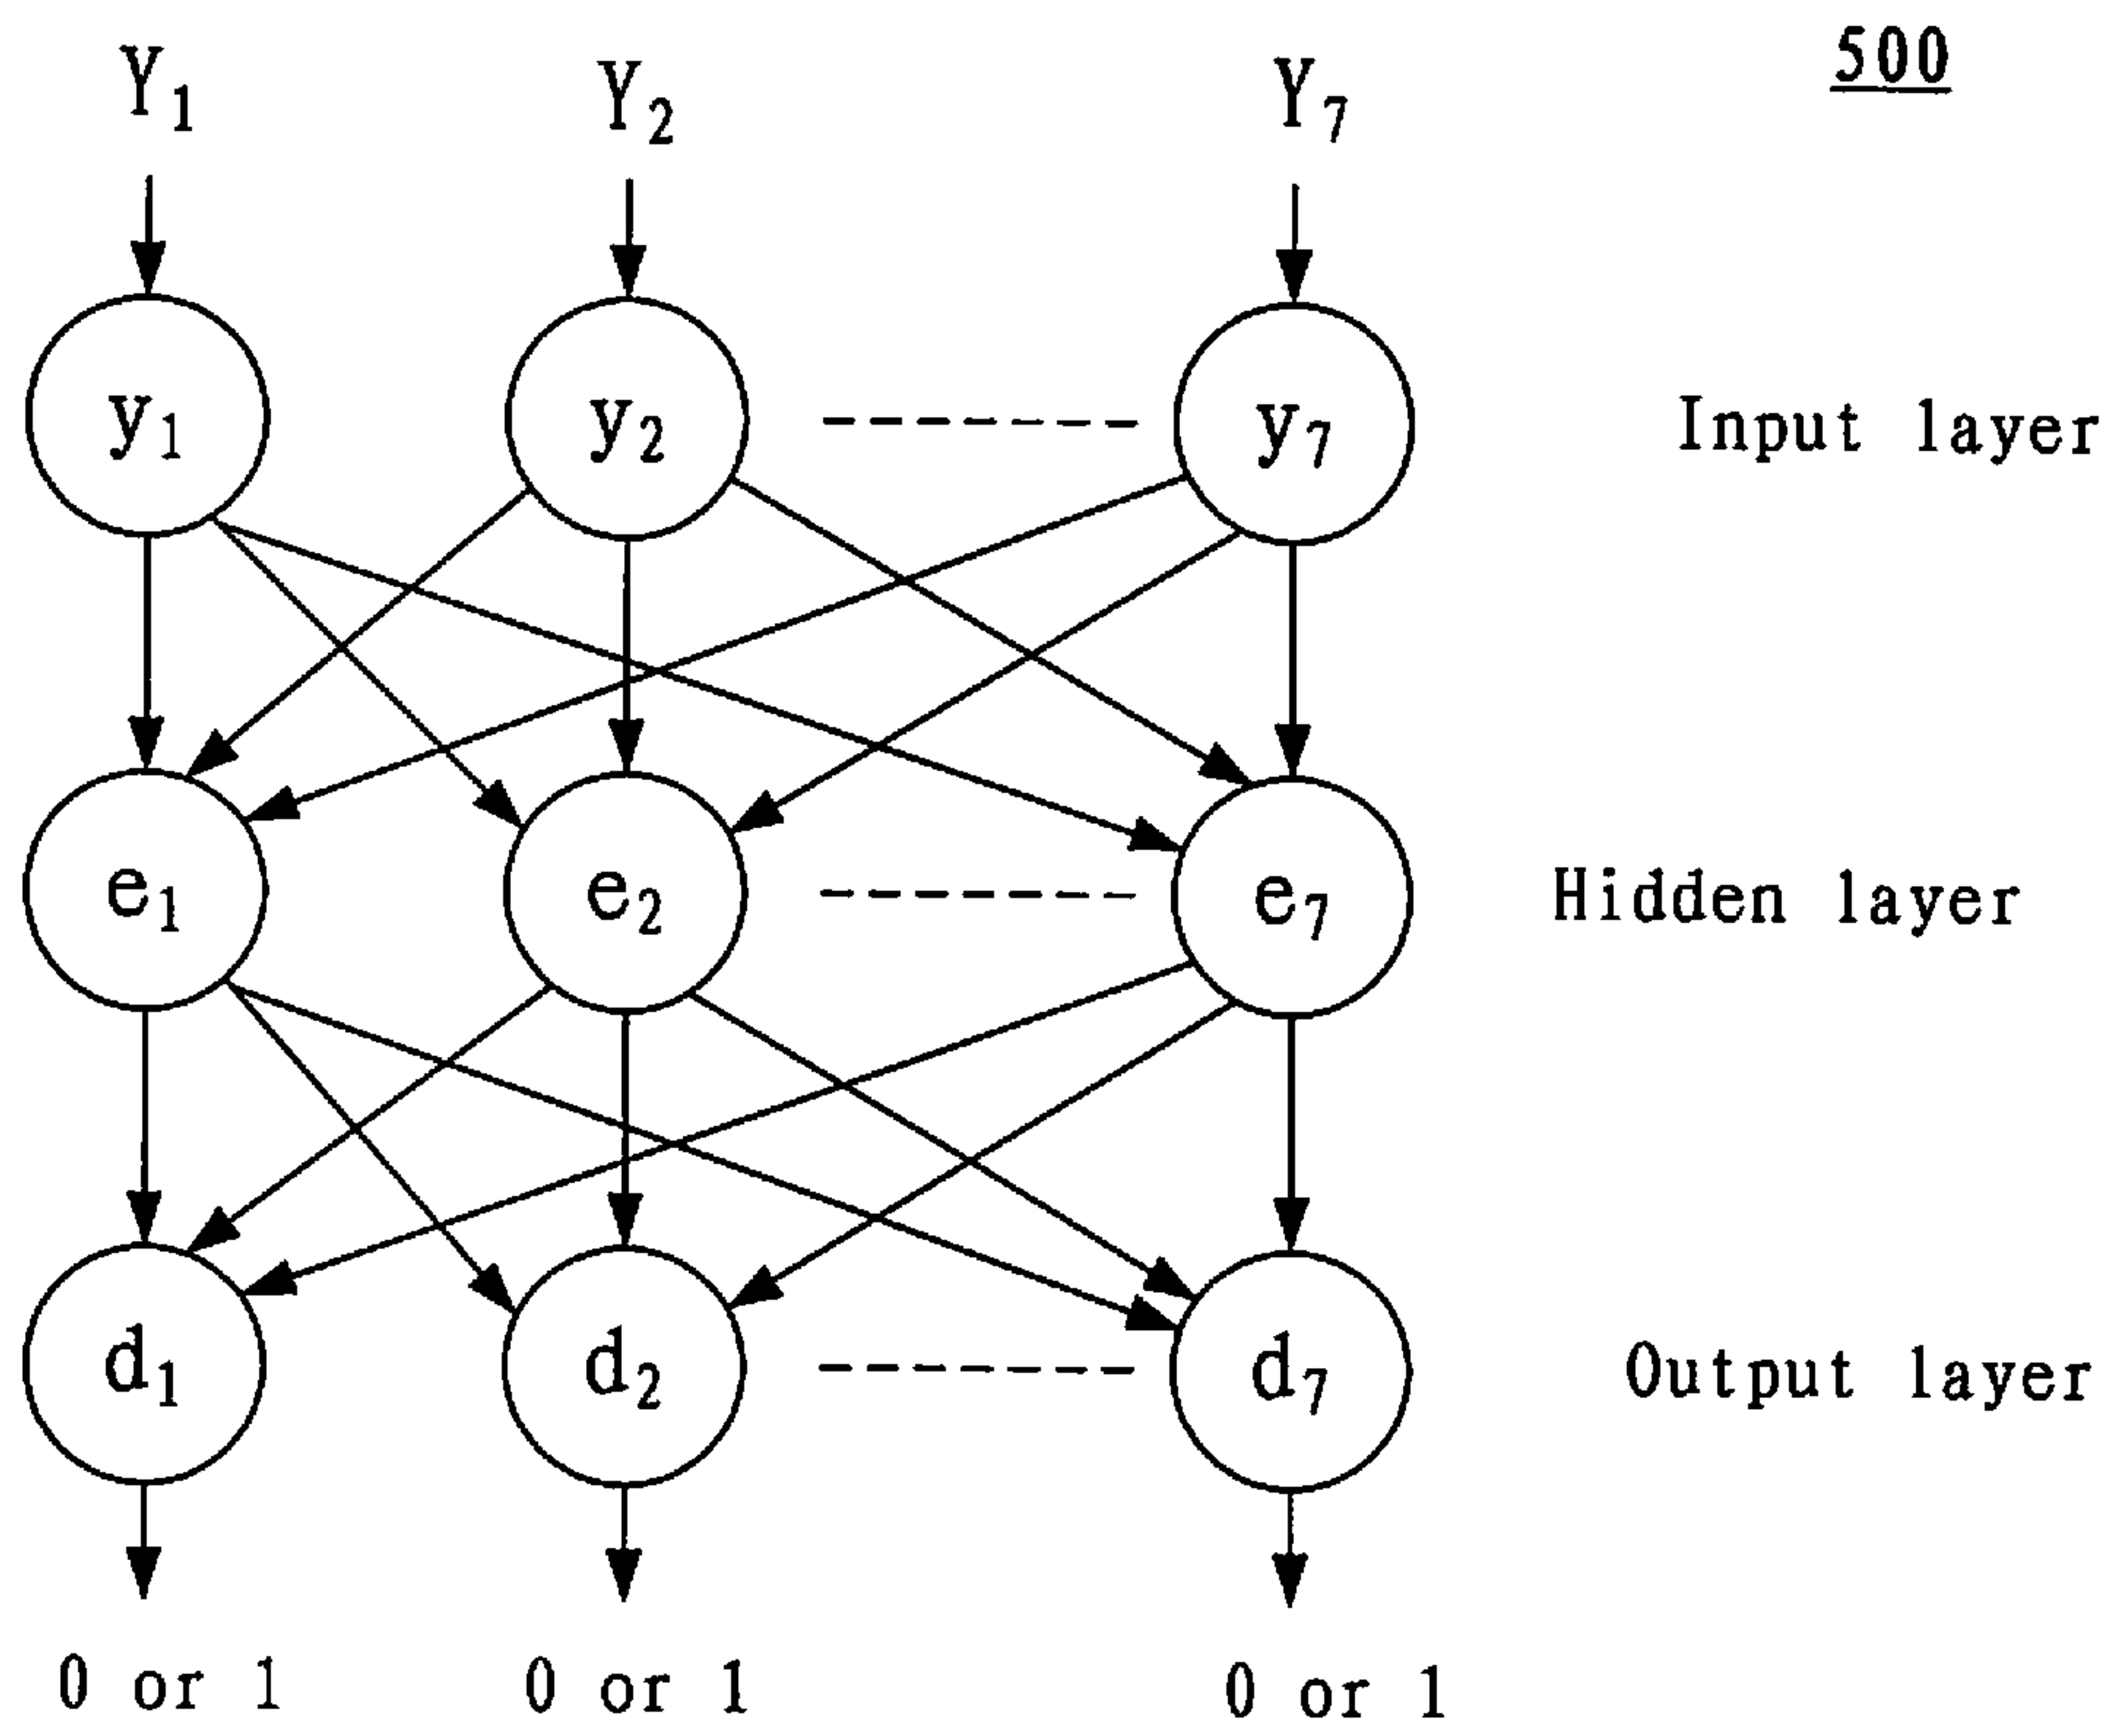 Y1 Y2 Y7 500
y1 y2 y7 Input layer
e1 e2 e7 Hidden layer
d1 d2 d7 Output layer
0 or 1 0 or 1 0 or 1